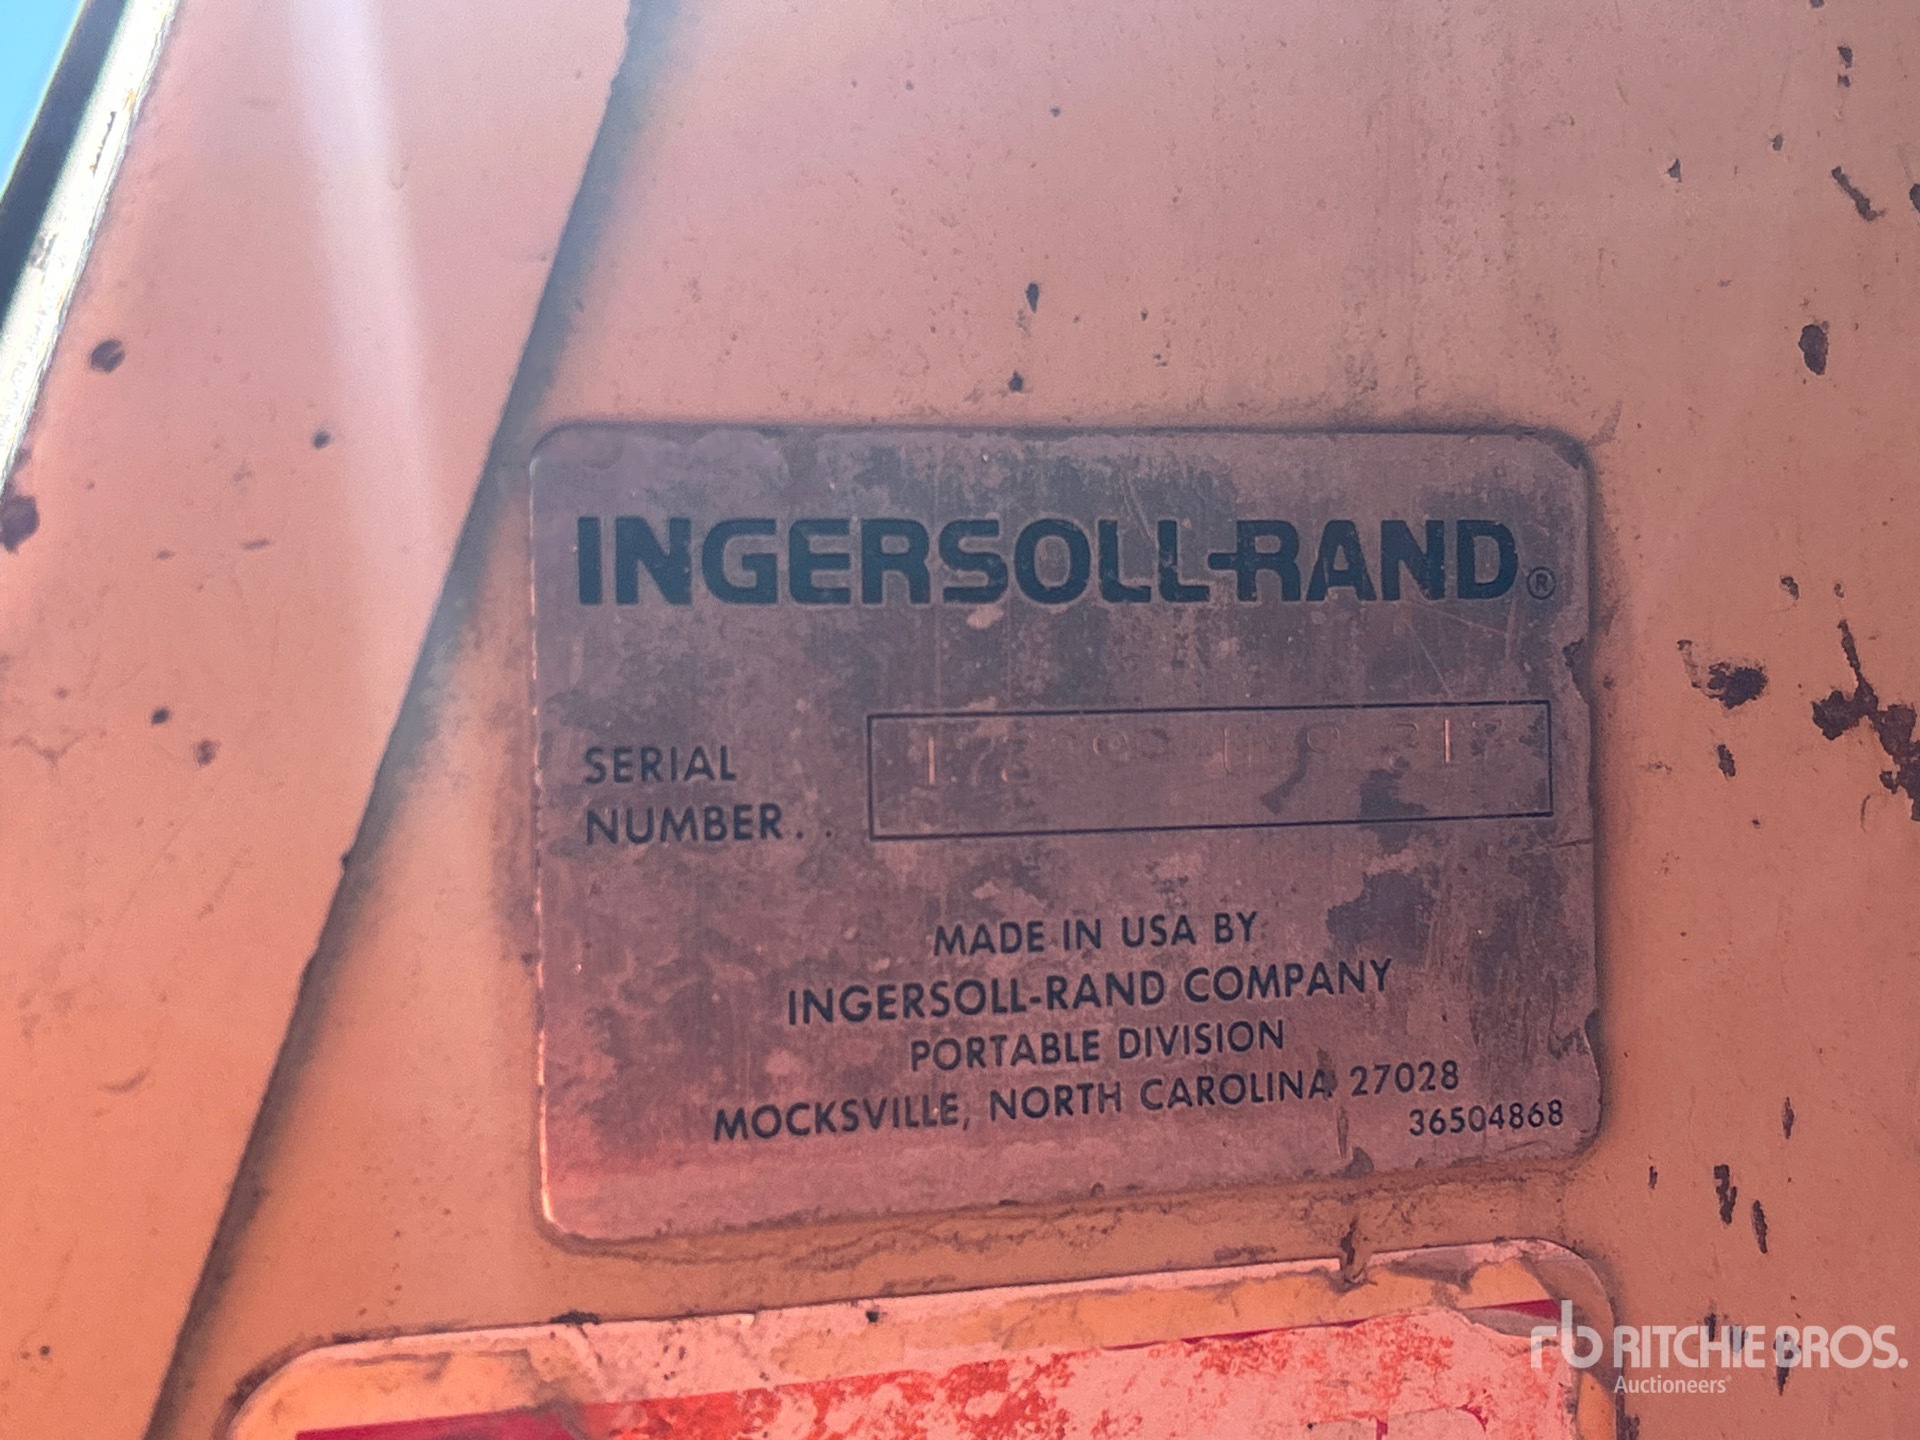 INGERSOLL-RAND®
SERIAL
NUMBER..
MADE IN USA BY
INGERSOLL-RAND COMPANY
PORTABLE DIVISION
MOCKSVILLE, NORTH CAROLINA 27028
36504868
rb RITCHIE BROS.
Auctioneers